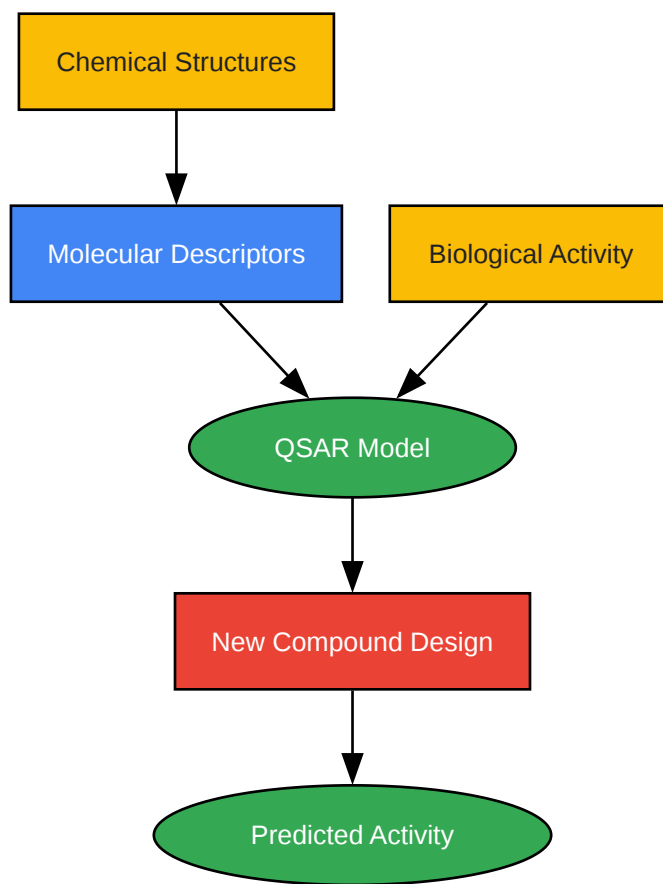 Chemical Structures
Molecular Descriptors
Biological Activity
QSAR Model
New Compound Design
Predicted Activity